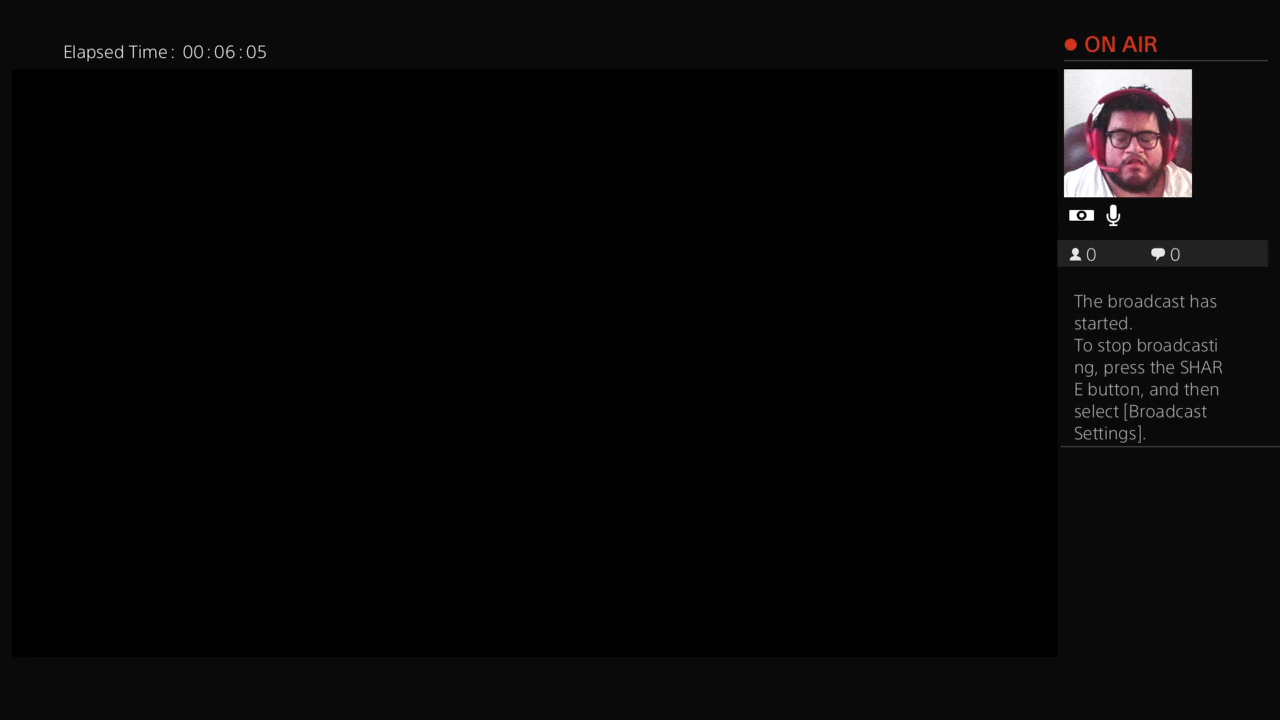 Elapsed Time: 00:06:05
ON AIR
0 0
The broadcast has
started.
To stop broadcasti
ng, press the SHAR
E button, and then
select [Broadcast
Settings].